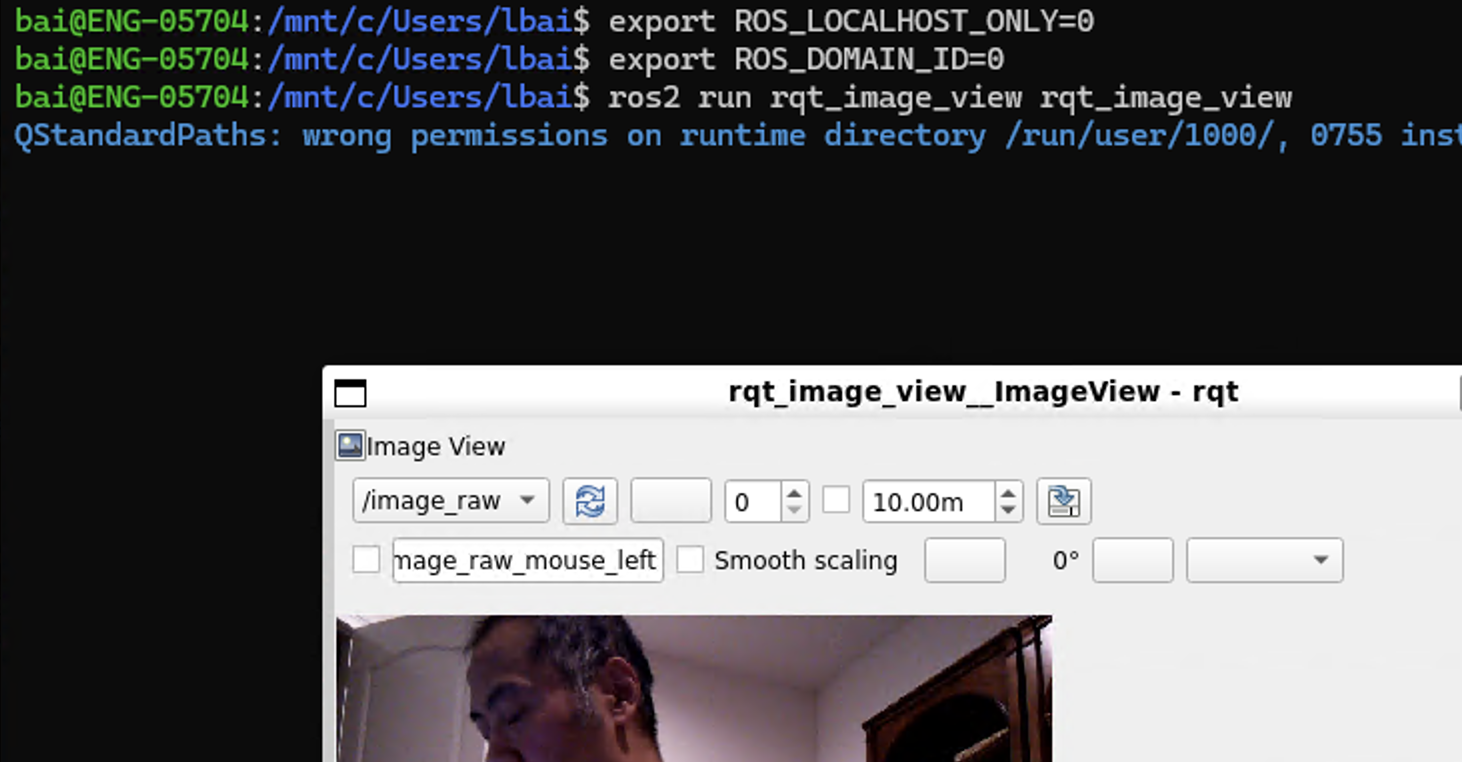 bai@ENG-05704:/mnt/c/Users/lbai$ export ROS_LOCALHOST_ONLY=0
bai@ENG-05704:/mnt/c/Users/lbai$ export ROS_DOMAIN_ID=0
bai@ENG-05704:/mnt/c/Users/lbai$ ros2 run rqt_image_view rqt_image_view
QStandardPaths: wrong permissions on runtime directory /run/user/1000/, 0755 inst
rqt_image_view__ImageView - rqt
Image View
/image_raw 0 10.00m
mage_raw_mouse_left Smooth scaling 0°